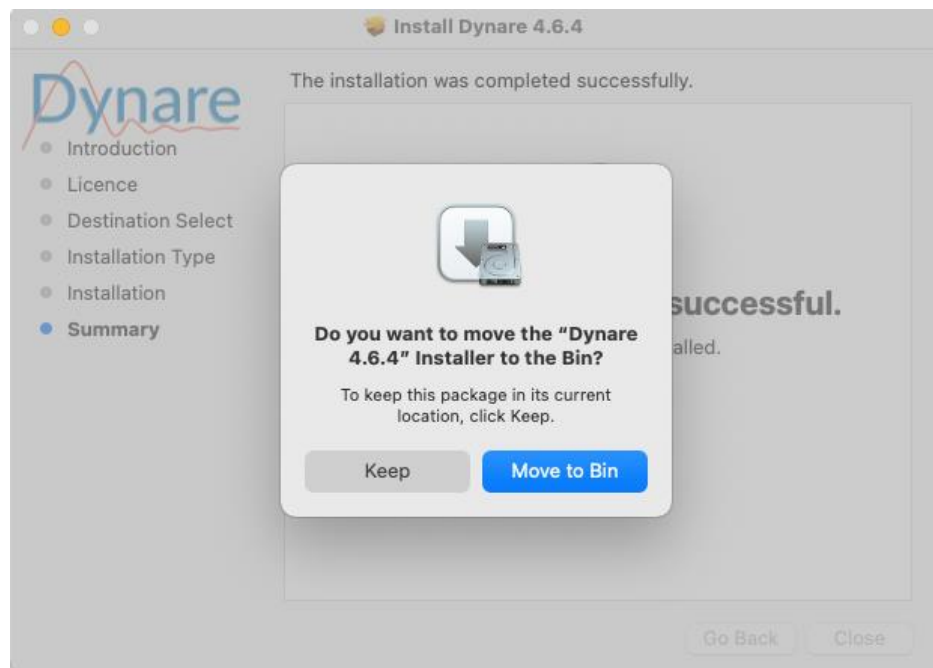 Install Dynare 4.6.4
Dynare
The installation was completed successfully.
Introduction
Licence
Destination Select
Installation Type
Installation
Summary
successful.
alled.
Do you want to move the “Dynare
4.6.4” Installer to the Bin?
To keep this package in its current
location, click Keep.
Keep
Move to Bin
Go Back
Close